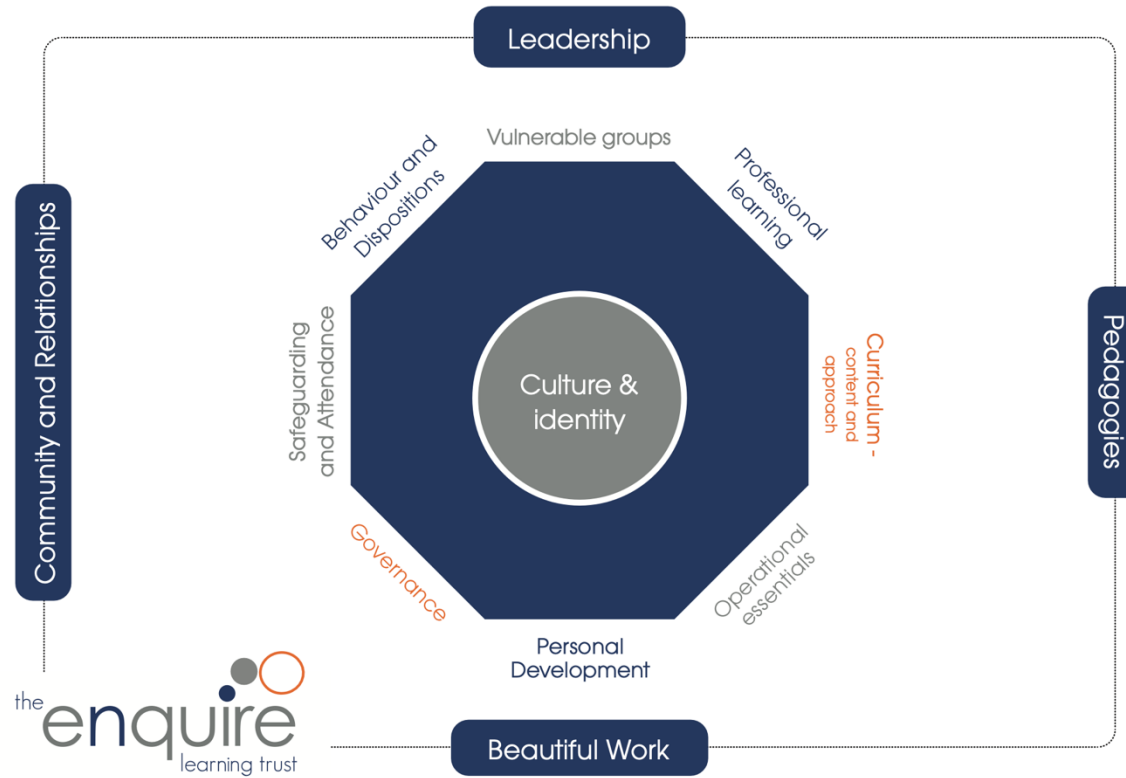 Leadership
Vulnerable groups
Behaviour and
Dispositions
Professional
learning
Community and Relationships
Safeguarding
and Attendance
Culture &
identity
Curriculum -
content and
approach
Pedagogies
Governance
Operational
essentials
Personal
Development
the
enquire
learning trust
Beautiful Work